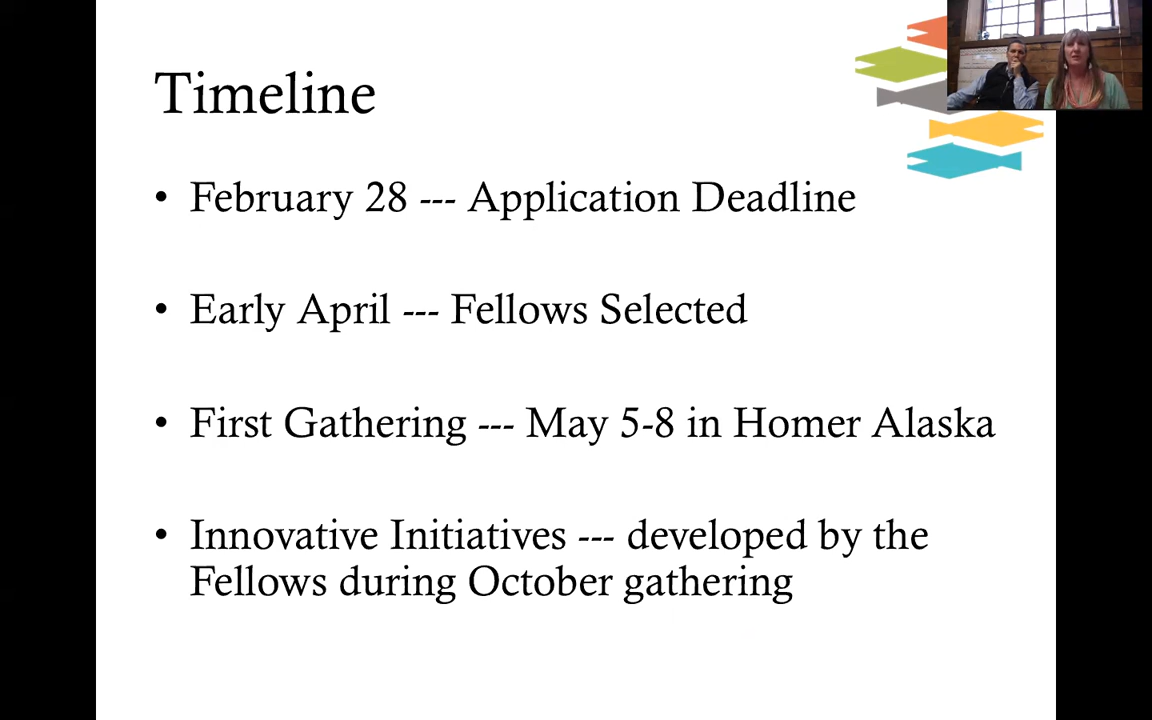 Timeline
• February 28 --- Application Deadline
• Early April --- Fellows Selected
• First Gathering --- May 5-8 in Homer Alaska
• Innovative Initiatives --- developed by the
Fellows during October gathering